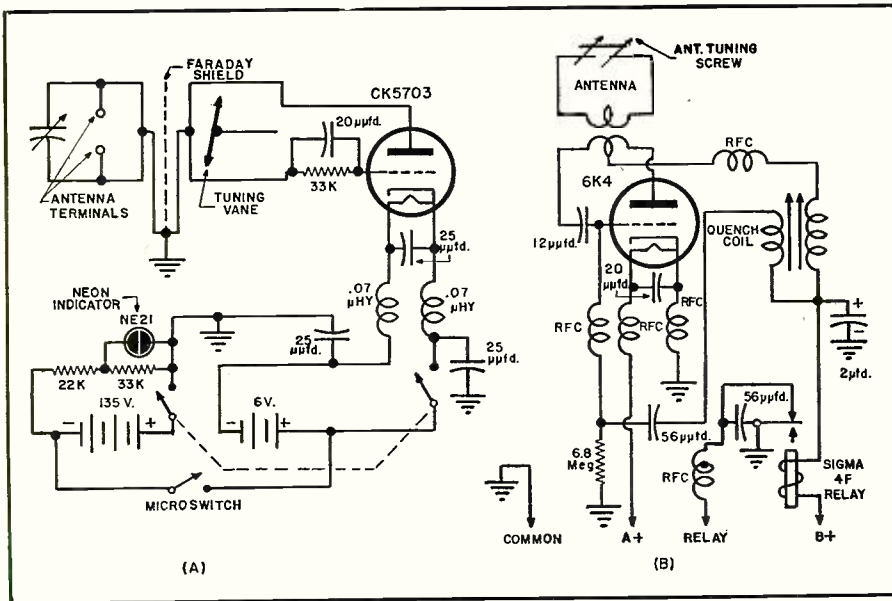 FARADAY
SHIELD
CK5703
20µµfd.
33K
ANTENNA
TERMINALS
TUNING
VANE
25
µµfd.
.07
µHY
.07
µHY
NEON
INDICATOR
NE21
25
µµfd.
25
µµfd.
22K
33K
- 135 V. +
- 6V. +
MICROSWITCH
(A)
ANT. TUNING
SCREW
ANTENNA
RFC
6K4
12µµfd.
QUENCH
COIL
20
µµfd.
RFC
RFC
RFC
+
-
2µfd.
56µµfd.
56µµfd.
6.8
Meg
RFC
SIGMA
4F
RELAY
COMMON
A+
RELAY
B+
(B)